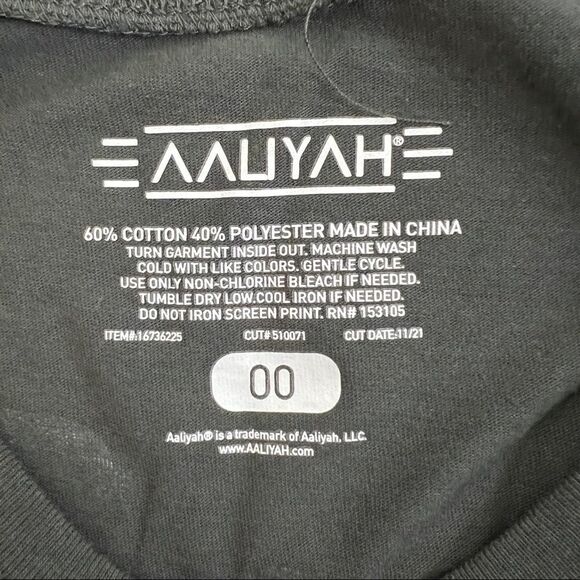 AALIYAH®
60% COTTON 40% POLYESTER MADE IN CHINA
TURN GARMENT INSIDE OUT. MACHINE WASH
COLD WITH LIKE COLORS. GENTLE CYCLE.
USE ONLY NON-CHLORINE BLEACH IF NEEDED.
TUMBLE DRY LOW.COOL IRON IF NEEDED.
DO NOT IRON SCREEN PRINT. RN# 153105
ITEM#:16736225 CUT# 510071 CUT DATE:11/21
00
Aaliyah® is a trademark of Aaliyah, LLC.
www.AALIYAH.com